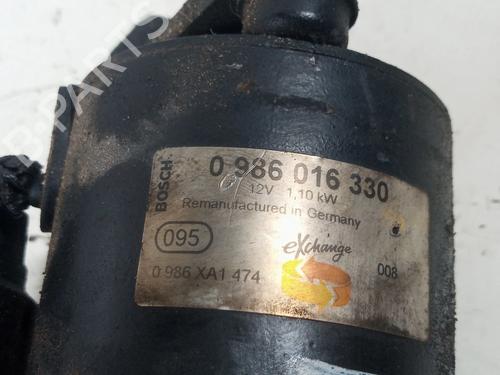 B-PARTS
BOSCH
0 986 016 330
12V 1,10 kW
Remanufactured in Germany
095
eXchange
008
0 986 XA1 474